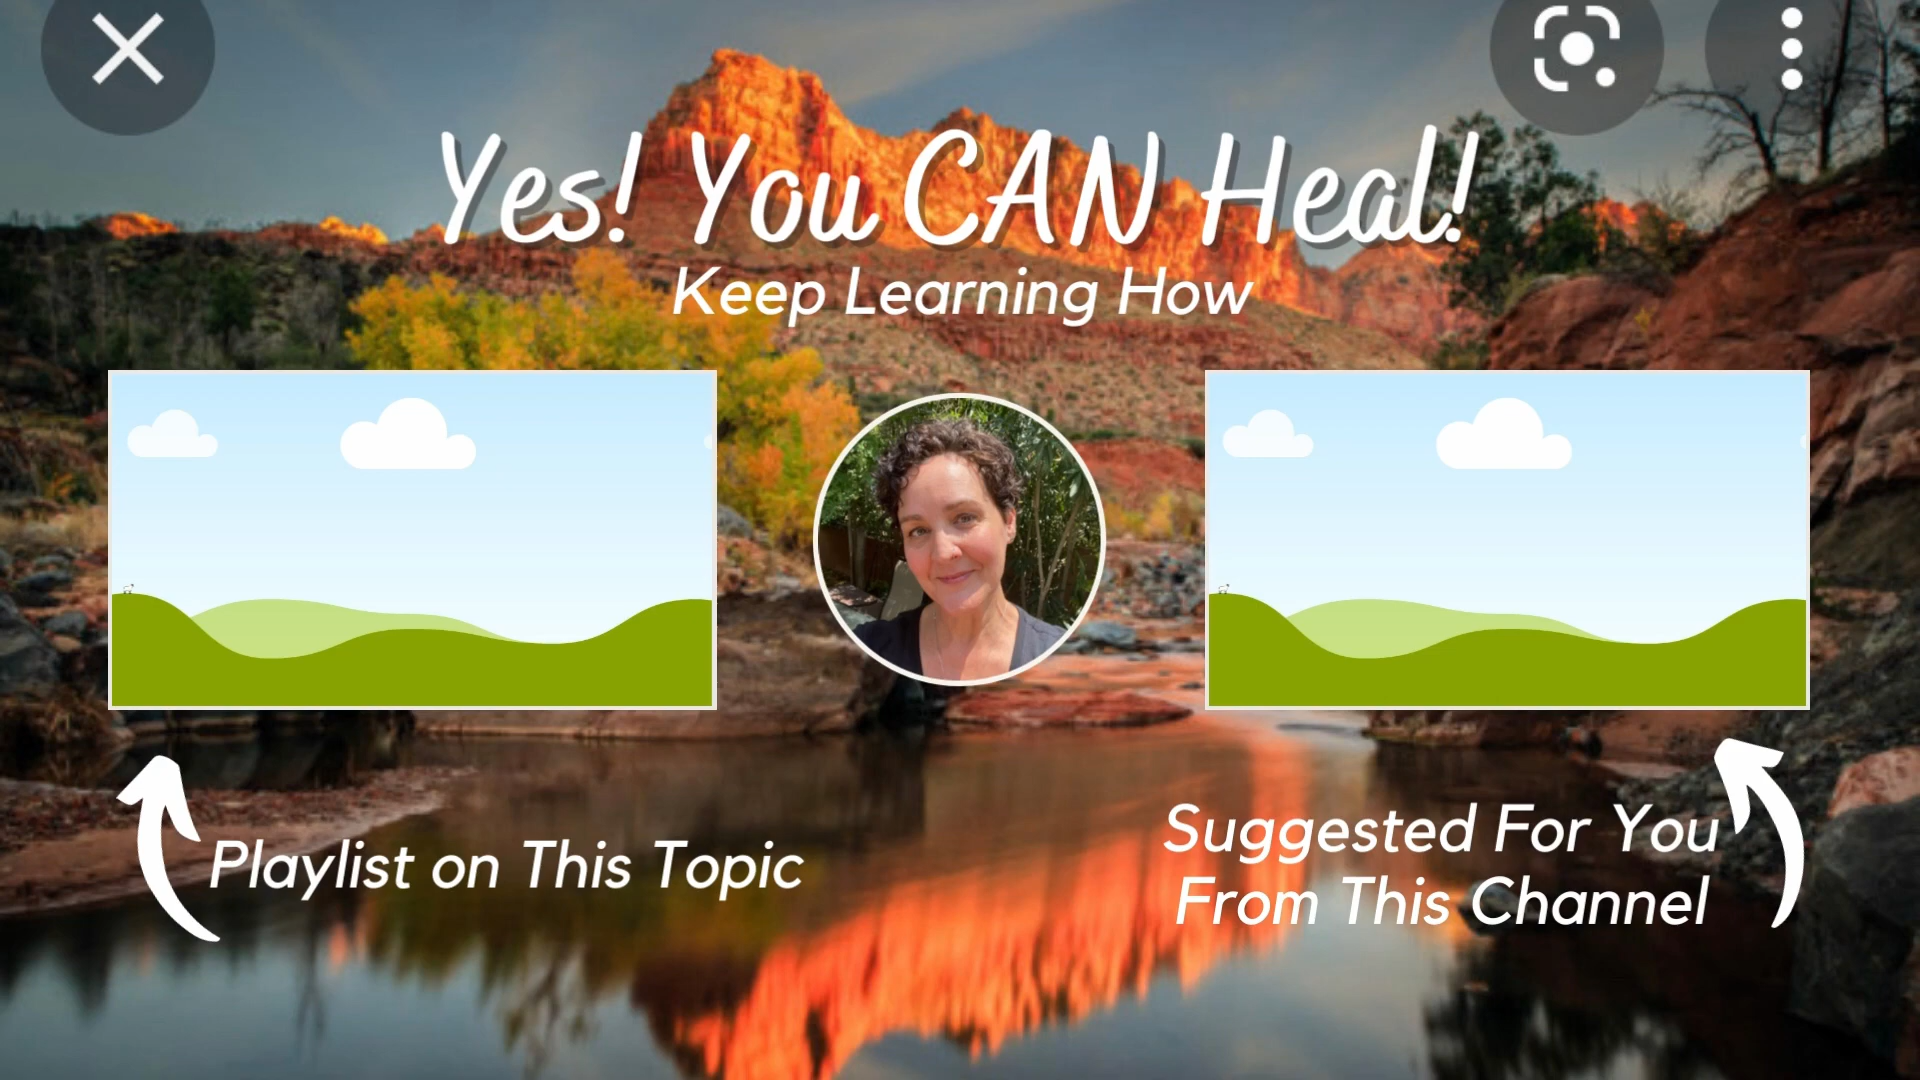 Yes! You CAN Heal!
Keep Learning How
Playlist on This Topic
Suggested For You
From This Channel